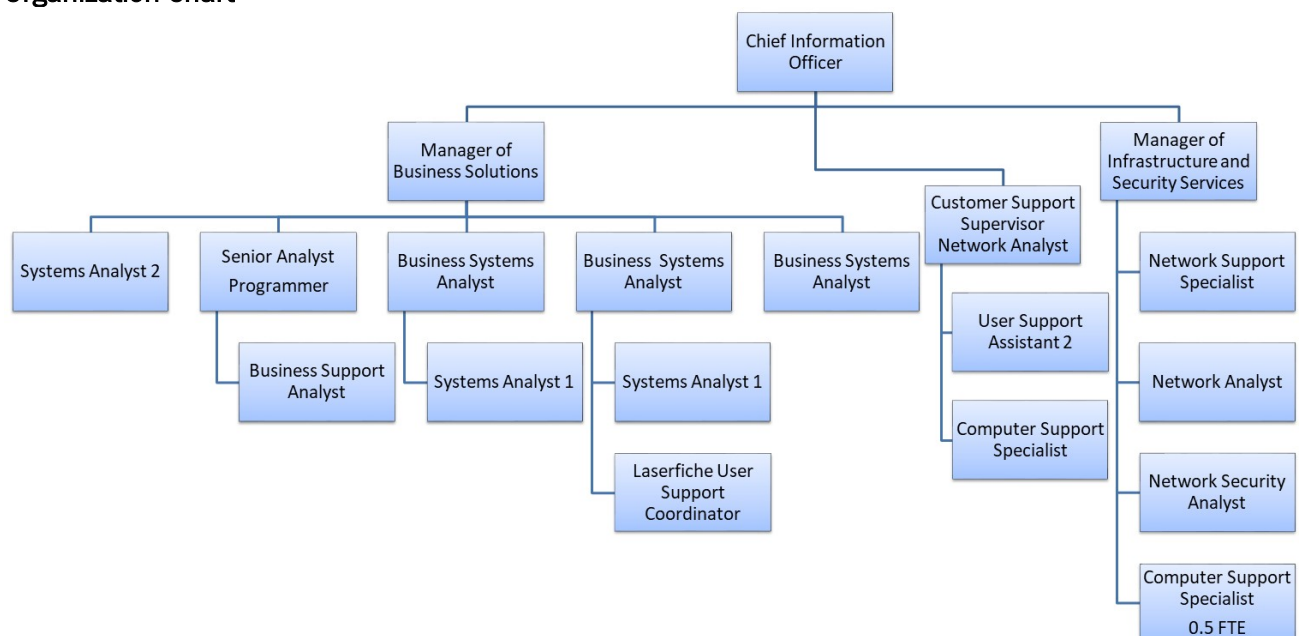 Organization Chart
Chief Information
Officer
Manager of
Business Solutions
Manager of
Infrastructure and
Security Services
Customer Support
Supervisor
Network Analyst
Systems Analyst 2
Senior Analyst
Programmer
Business Systems
Analyst
Business Systems
Analyst
Business Systems
Analyst
Business Support
Analyst
Systems Analyst 1
Systems Analyst 1
Laserfiche User
Support
Coordinator
User Support
Assistant 2
Computer Support
Specialist
Network Support
Specialist
Network Analyst
Network Security
Analyst
Computer Support
Specialist
0.5 FTE